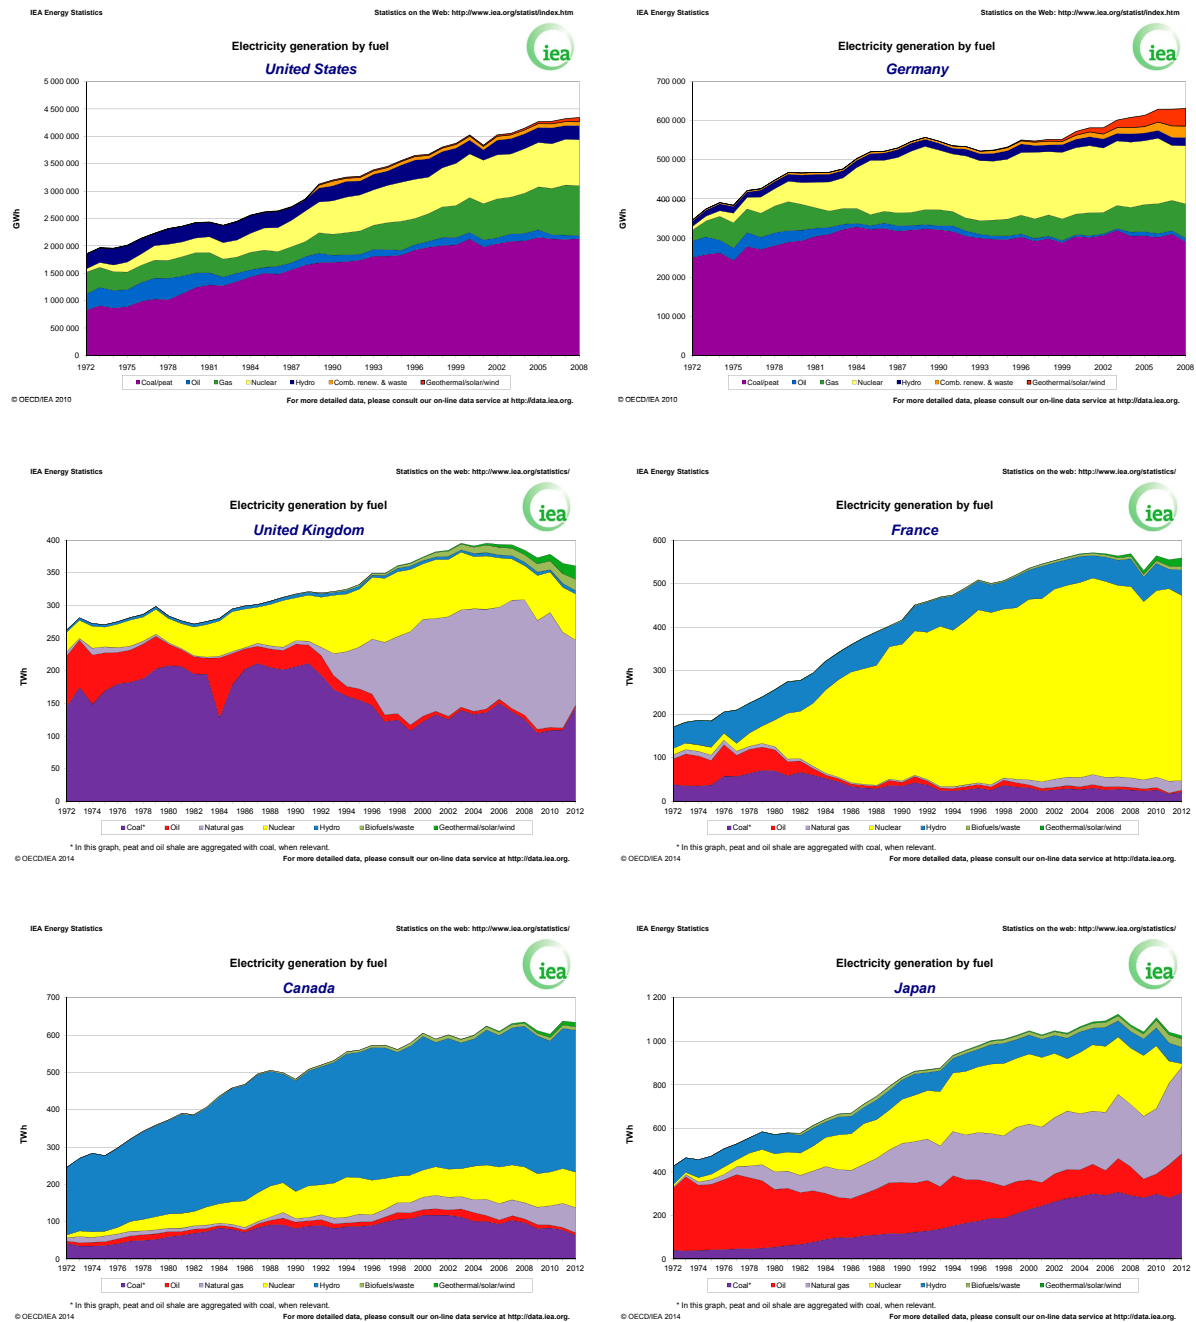 IEA Energy Statistics
Statistics on the Web: http://www.iea.org/statist/index.htm
Electricity generation by fuel
iea
United States
5 000 000
4 500 000
4 000 000
3 500 000
3 000 000
2 500 000
2 000 000
1 500 000
1 000 000
500 000
0
GWh
1972 1975 1978 1981 1984 1987 1990 1993 1996 1999 2002 2005 2008
Coal/peat Oil Gas Nuclear Hydro Comb. renew. & waste Geothermal/solar/wind
© OECD/IEA 2010
For more detailed data, please consult our on-line data service at http://data.iea.org.
IEA Energy Statistics
Statistics on the Web: http://www.iea.org/statist/index.htm
Electricity generation by fuel
iea
Germany
700 000
600 000
500 000
400 000
300 000
200 000
100 000
0
GWh
1972 1975 1978 1981 1984 1987 1990 1993 1996 1999 2002 2005 2008
Coal/peat Oil Gas Nuclear Hydro Comb. renew. & waste Geothermal/solar/wind
© OECD/IEA 2010
For more detailed data, please consult our on-line data service at http://data.iea.org.
IEA Energy Statistics
Statistics on the web: http://www.iea.org/statistics/
Electricity generation by fuel
iea
United Kingdom
400
350
300
250
200
150
100
50
0
TWh
1972 1974 1976 1978 1980 1982 1984 1986 1988 1990 1992 1994 1996 1998 2000 2002 2004 2006 2008 2010 2012
Coal* Oil Natural gas Nuclear Hydro Biofuels/waste Geothermal/solar/wind
* In this graph, peat and oil shale are aggregated with coal, when relevant.
© OECD/IEA 2014
For more detailed data, please consult our on-line data service at http://data.iea.org.
IEA Energy Statistics
Statistics on the web: http://www.iea.org/statistics/
Electricity generation by fuel
iea
France
600
500
400
300
200
100
0
TWh
1972 1974 1976 1978 1980 1982 1984 1986 1988 1990 1992 1994 1996 1998 2000 2002 2004 2006 2008 2010 2012
Coal* Oil Natural gas Nuclear Hydro Biofuels/waste Geothermal/solar/wind
* In this graph, peat and oil shale are aggregated with coal, when relevant.
© OECD/IEA 2014
For more detailed data, please consult our on-line data service at http://data.iea.org.
IEA Energy Statistics
Statistics on the web: http://www.iea.org/statistics/
Electricity generation by fuel
iea
Canada
700
600
500
400
300
200
100
0
TWh
1972 1974 1976 1978 1980 1982 1984 1986 1988 1990 1992 1994 1996 1998 2000 2002 2004 2006 2008 2010 2012
Coal* Oil Natural gas Nuclear Hydro Biofuels/waste Geothermal/solar/wind
* In this graph, peat and oil shale are aggregated with coal, when relevant.
© OECD/IEA 2014
For more detailed data, please consult our on-line data service at http://data.iea.org.
IEA Energy Statistics
Statistics on the web: http://www.iea.org/statistics/
Electricity generation by fuel
iea
Japan
1 200
1 000
800
600
400
200
0
TWh
1972 1974 1976 1978 1980 1982 1984 1986 1988 1990 1992 1994 1996 1998 2000 2002 2004 2006 2008 2010 2012
Coal* Oil Natural gas Nuclear Hydro Biofuels/waste Geothermal/solar/wind
* In this graph, peat and oil shale are aggregated with coal, when relevant.
© OECD/IEA 2014
For more detailed data, please consult our on-line data service at http://data.iea.org.